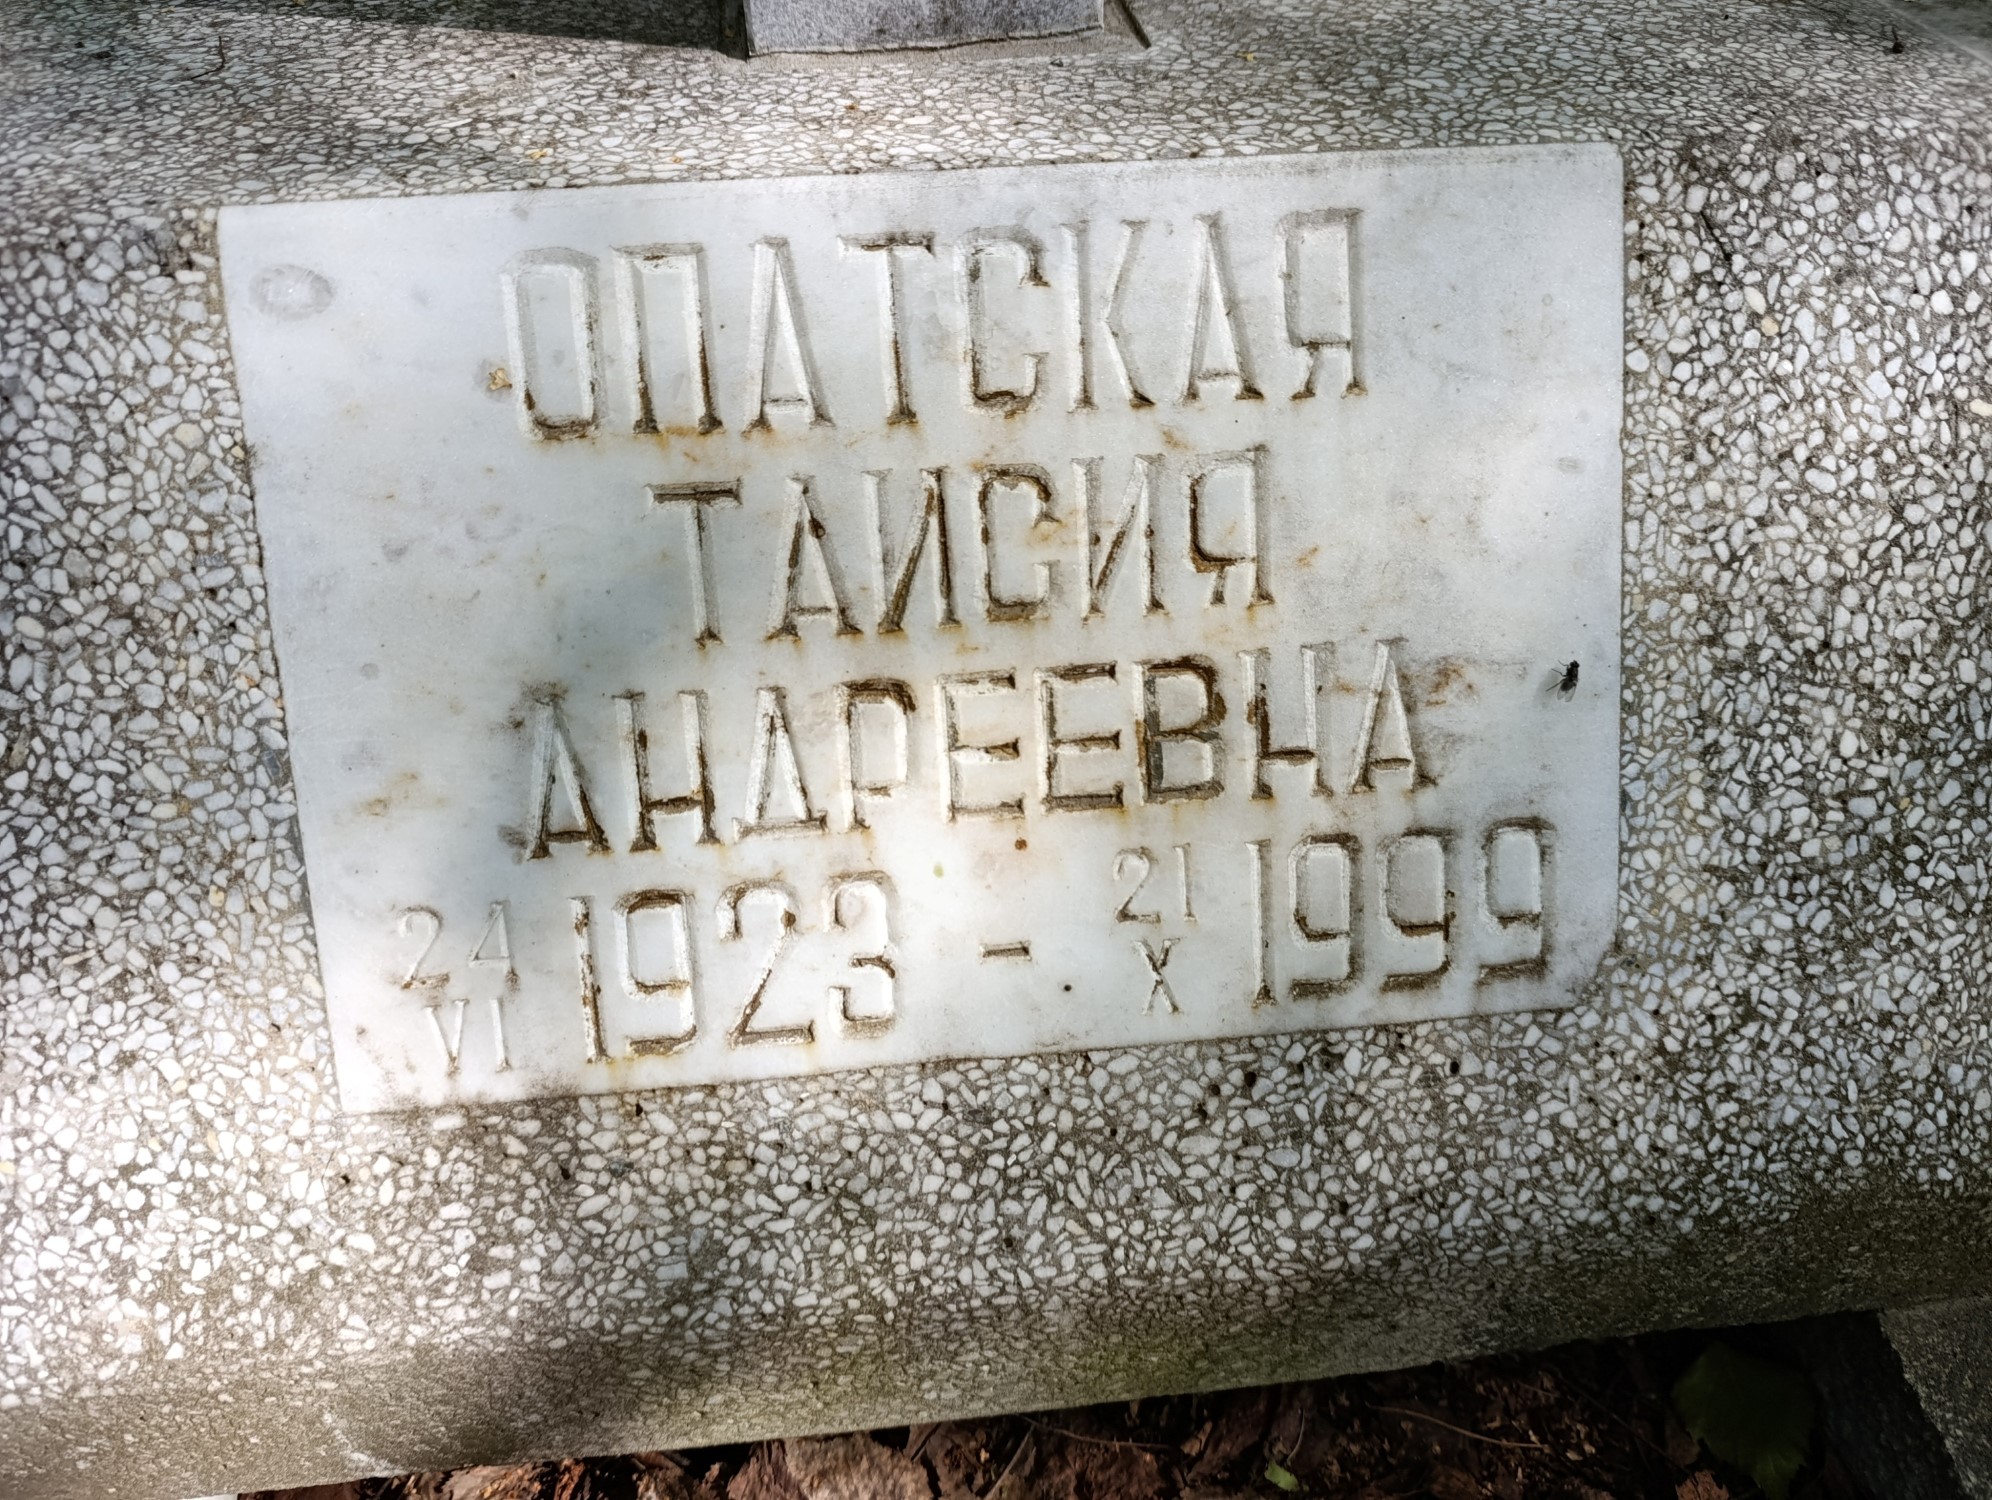 ОПАТСКАЯ
ТАИСИЯ
АНДРЕЕВНА
24 VI 1923 - 21 X 1999